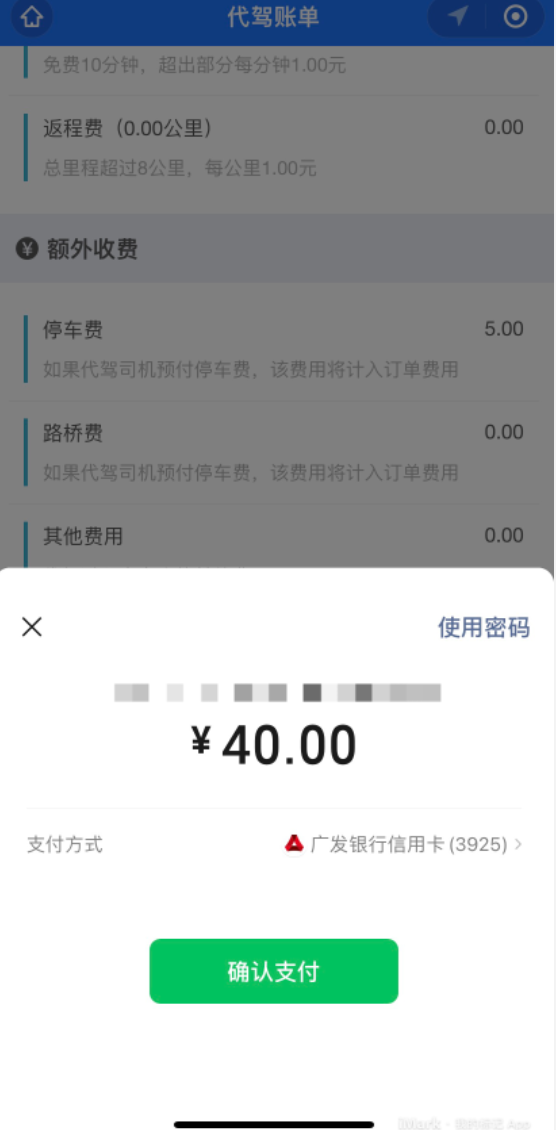 代驾账单
免费10分钟，超出部分每分钟1.00元
返程费（0.00公里） 0.00
总里程超过8公里，每公里1.00元
¥ 额外收费
停车费 5.00
如果代驾司机预付停车费，该费用将计入订单费用
路桥费 0.00
如果代驾司机预付停车费，该费用将计入订单费用
其他费用 0.00
使用密码
¥40.00
支付方式 广发银行信用卡(3925)
确认支付
iMark · 我的标记 App